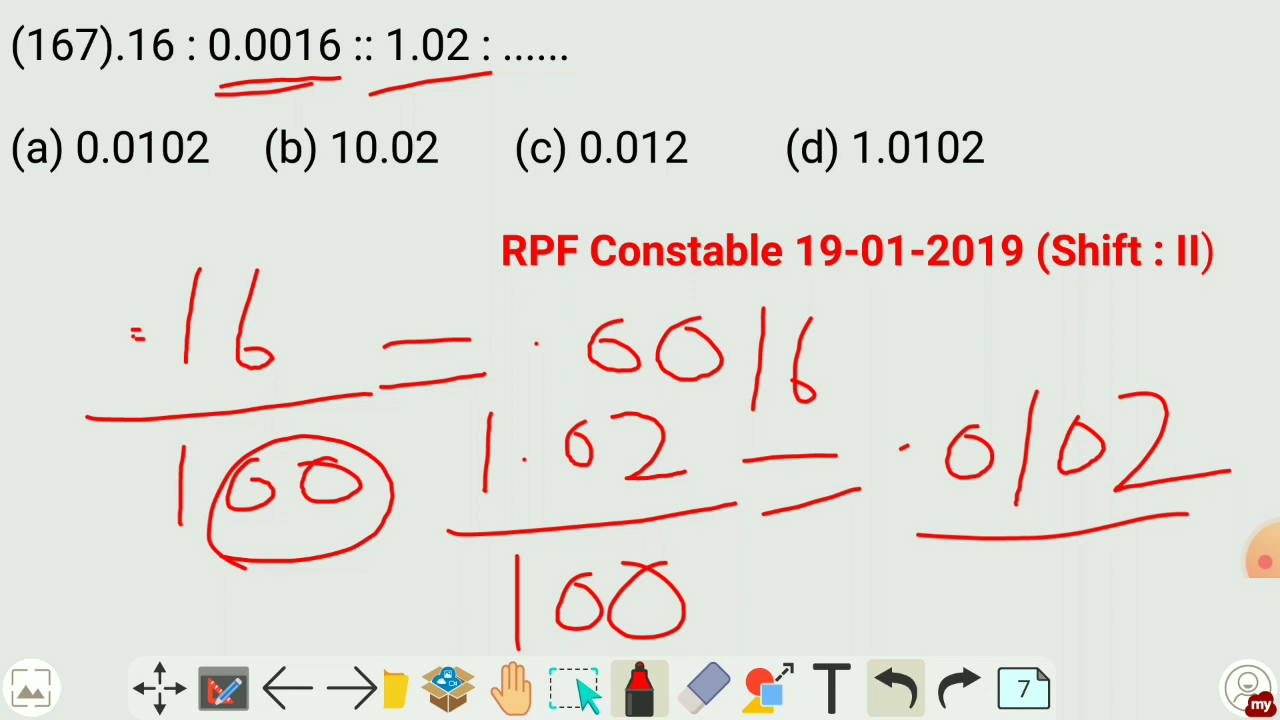 (167).16 : 0.0016 :: 1.02 : ......
(a) 0.0102 (b) 10.02 (c) 0.012 (d) 1.0102
RPF Constable 19-01-2019 (Shift : II)
.16 = .0016
100
1.02 = .0102
100
T 7
my